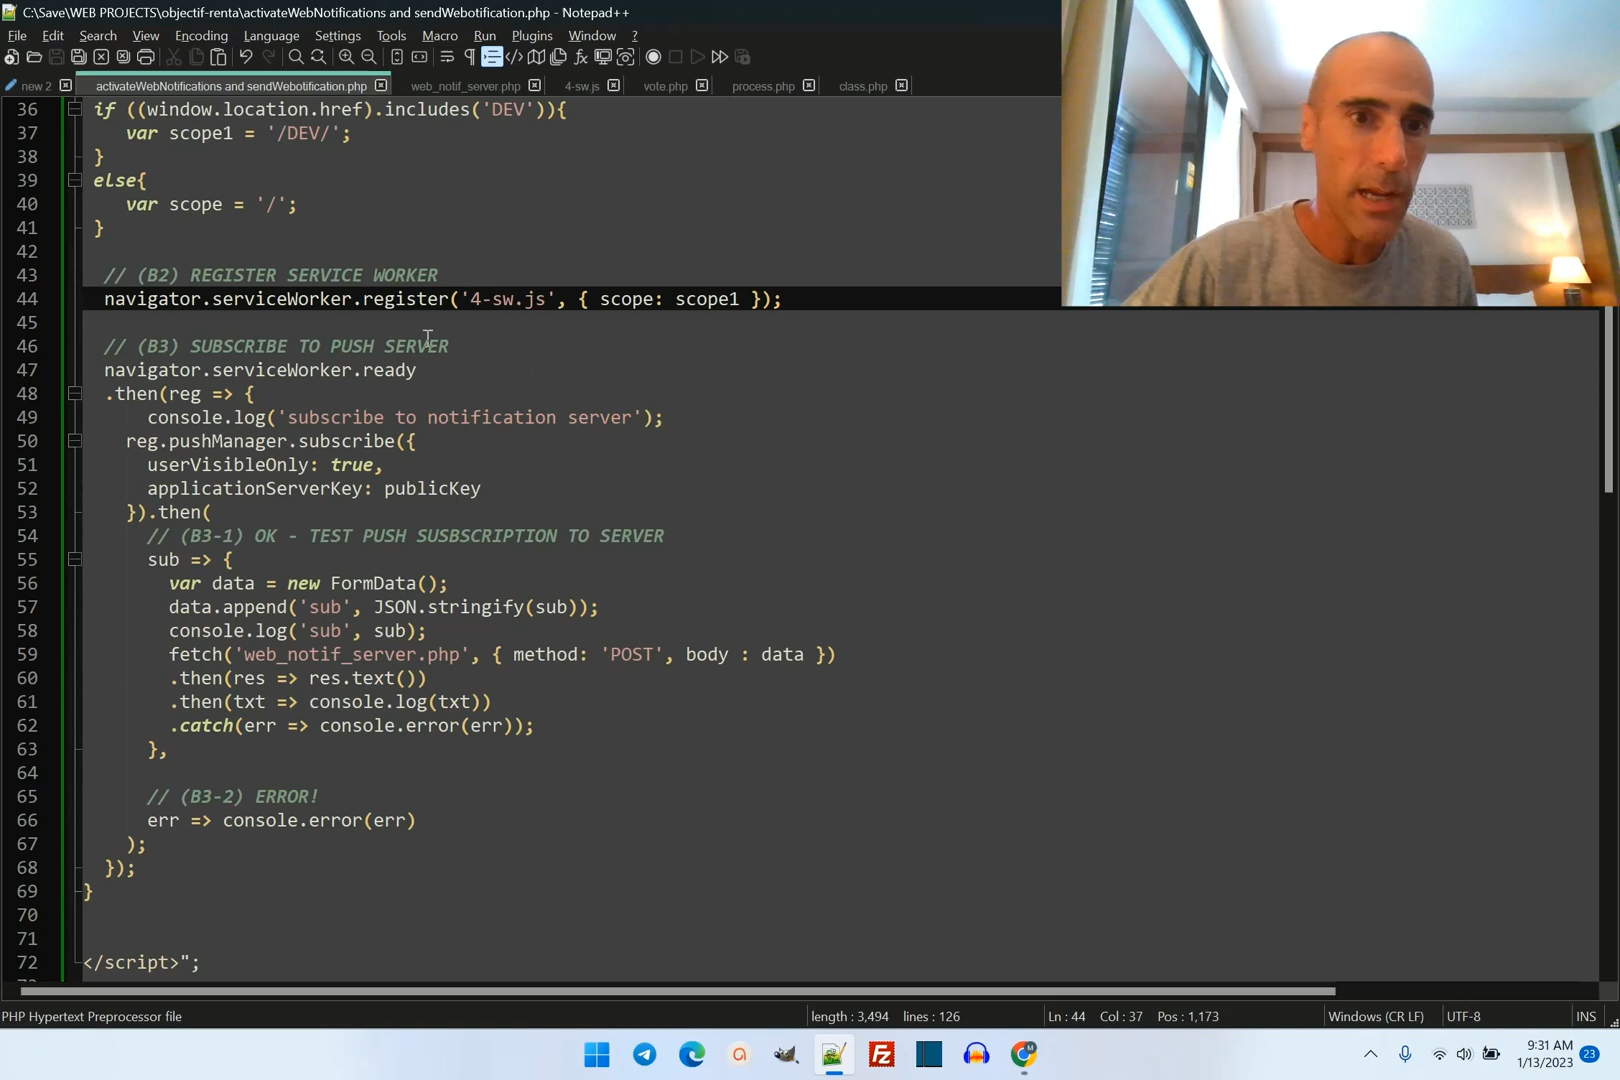 C:\Save\WEB PROJECTS\objectif-renta\activateWebNotifications and sendWebotification.php - Notepad++
File Edit Search View Encoding Language Settings Tools Macro Run Plugins Window ?
new 2 activateWebNotifications and sendWebotification.php web_notif_server.php 4-sw.js vote.php process.php class.php
36 if ((window.location.href).includes('DEV')){
37 var scope1 = '/DEV/';
38 }
39 else{
40 var scope = '/';
41 }
42
43 // (B2) REGISTER SERVICE WORKER
44 navigator.serviceWorker.register('4-sw.js', { scope: scope1 });
45
46 // (B3) SUBSCRIBE TO PUSH SERVER
47 navigator.serviceWorker.ready
48 .then(reg => {
49 console.log('subscribe to notification server');
50 reg.pushManager.subscribe({
51 userVisibleOnly: true,
52 applicationServerKey: publicKey
53 }).then(
54 // (B3-1) OK - TEST PUSH SUSBSCRIPTION TO SERVER
55 sub => {
56 var data = new FormData();
57 data.append('sub', JSON.stringify(sub));
58 console.log('sub', sub);
59 fetch('web_notif_server.php', { method: 'POST', body : data })
60 .then(res => res.text())
61 .then(txt => console.log(txt))
62 .catch(err => console.error(err));
63 },
64
65 // (B3-2) ERROR!
66 err => console.error(err)
67 );
68 });
69 }
70
71
72 </script>";
PHP Hypertext Preprocessor file length : 3,494 lines : 126 Ln : 44 Col : 37 Pos : 1,173 Windows (CR LF) UTF-8 INS
9:31 AM
1/13/2023 23